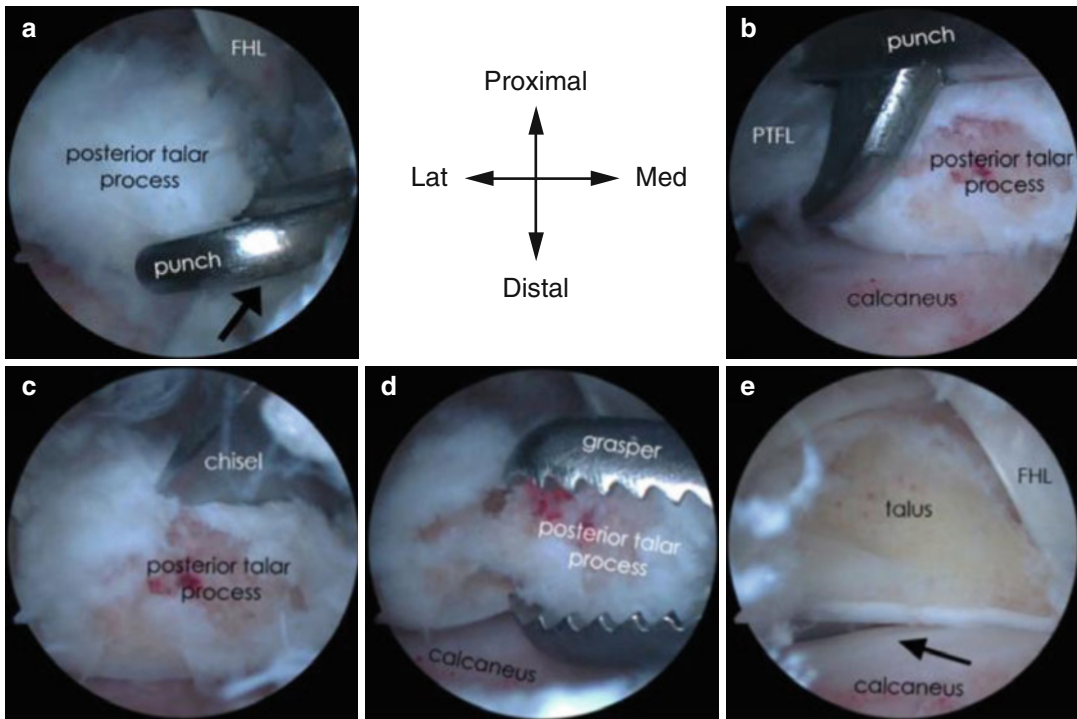 a
FHL
posterior talar
process
punch
Proximal
Lat
Med
Distal
b
punch
PTFL
posterior talar
process
calcaneus
c
chisel
posterior talar
process
d
grasper
posterior talar
process
calcaneus
e
FHL
talus
calcaneus